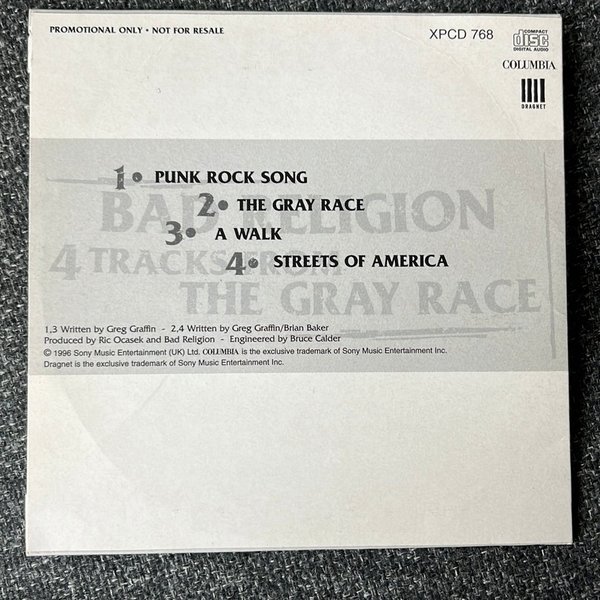 PROMOTIONAL ONLY • NOT FOR RESALE
XPCD 768
COMPACT
disc
DIGITAL AUDIO
COLUMBIA
DRAGNET
1• PUNK ROCK SONG
2• THE GRAY RACE
3• A WALK
4• STREETS OF AMERICA
BAD RELIGION
4 TRACKS FROM
THE GRAY RACE
1,3 Written by Greg Graffin - 2,4 Written by Greg Graffin/Brian Baker
Produced by Ric Ocasek and Bad Religion - Engineered by Bruce Calder
© 1996 Sony Music Entertainment (UK) Ltd. COLUMBIA is the exclusive trademark of Sony Music Entertainment Inc.
Dragnet is the exclusive trademark of Sony Music Entertainment Inc.